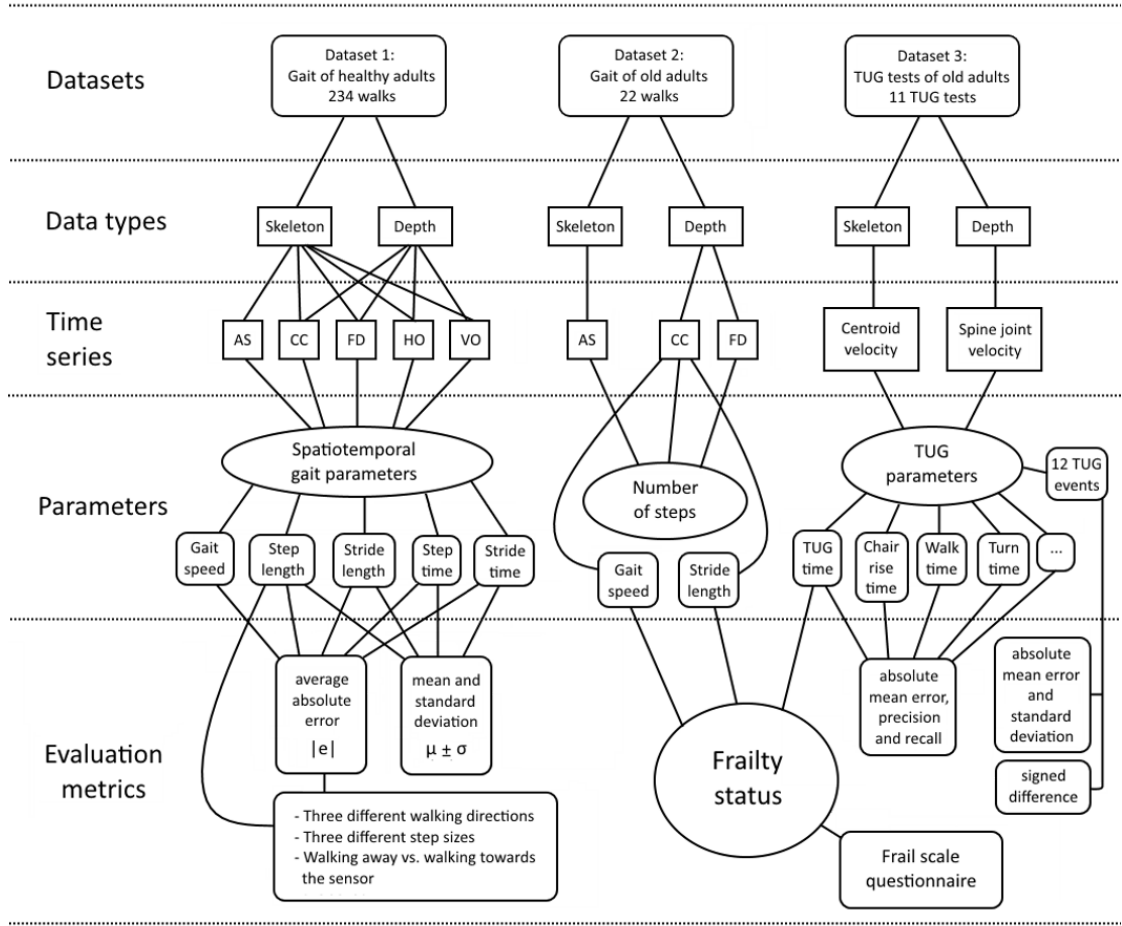 Datasets
Dataset 1:
Gait of healthy adults
234 walks
Dataset 2:
Gait of old adults
22 walks
Dataset 3:
TUG tests of old adults
11 TUG tests
Data types
Skeleton
Depth
Skeleton
Depth
Skeleton
Depth
Time
series
AS
CC
FD
HO
VO
AS
CC
FD
Centroid
velocity
Spine joint
velocity
Parameters
Spatiotemporal
gait parameters
Number
of steps
TUG
parameters
12 TUG
events
Gait
speed
Step
length
Stride
length
Step
time
Stride
time
Gait
speed
Stride
length
TUG
time
Chair
rise
time
Walk
time
Turn
time
...
Evaluation
metrics
average
absolute
error
|e|
mean and
standard
deviation
μ ± σ
- Three different walking directions
- Three different step sizes
- Walking away vs. walking towards
the sensor
Frailty
status
absolute
mean error,
precision
and recall
absolute
mean error
and
standard
deviation
signed
difference
Frail scale
questionnaire